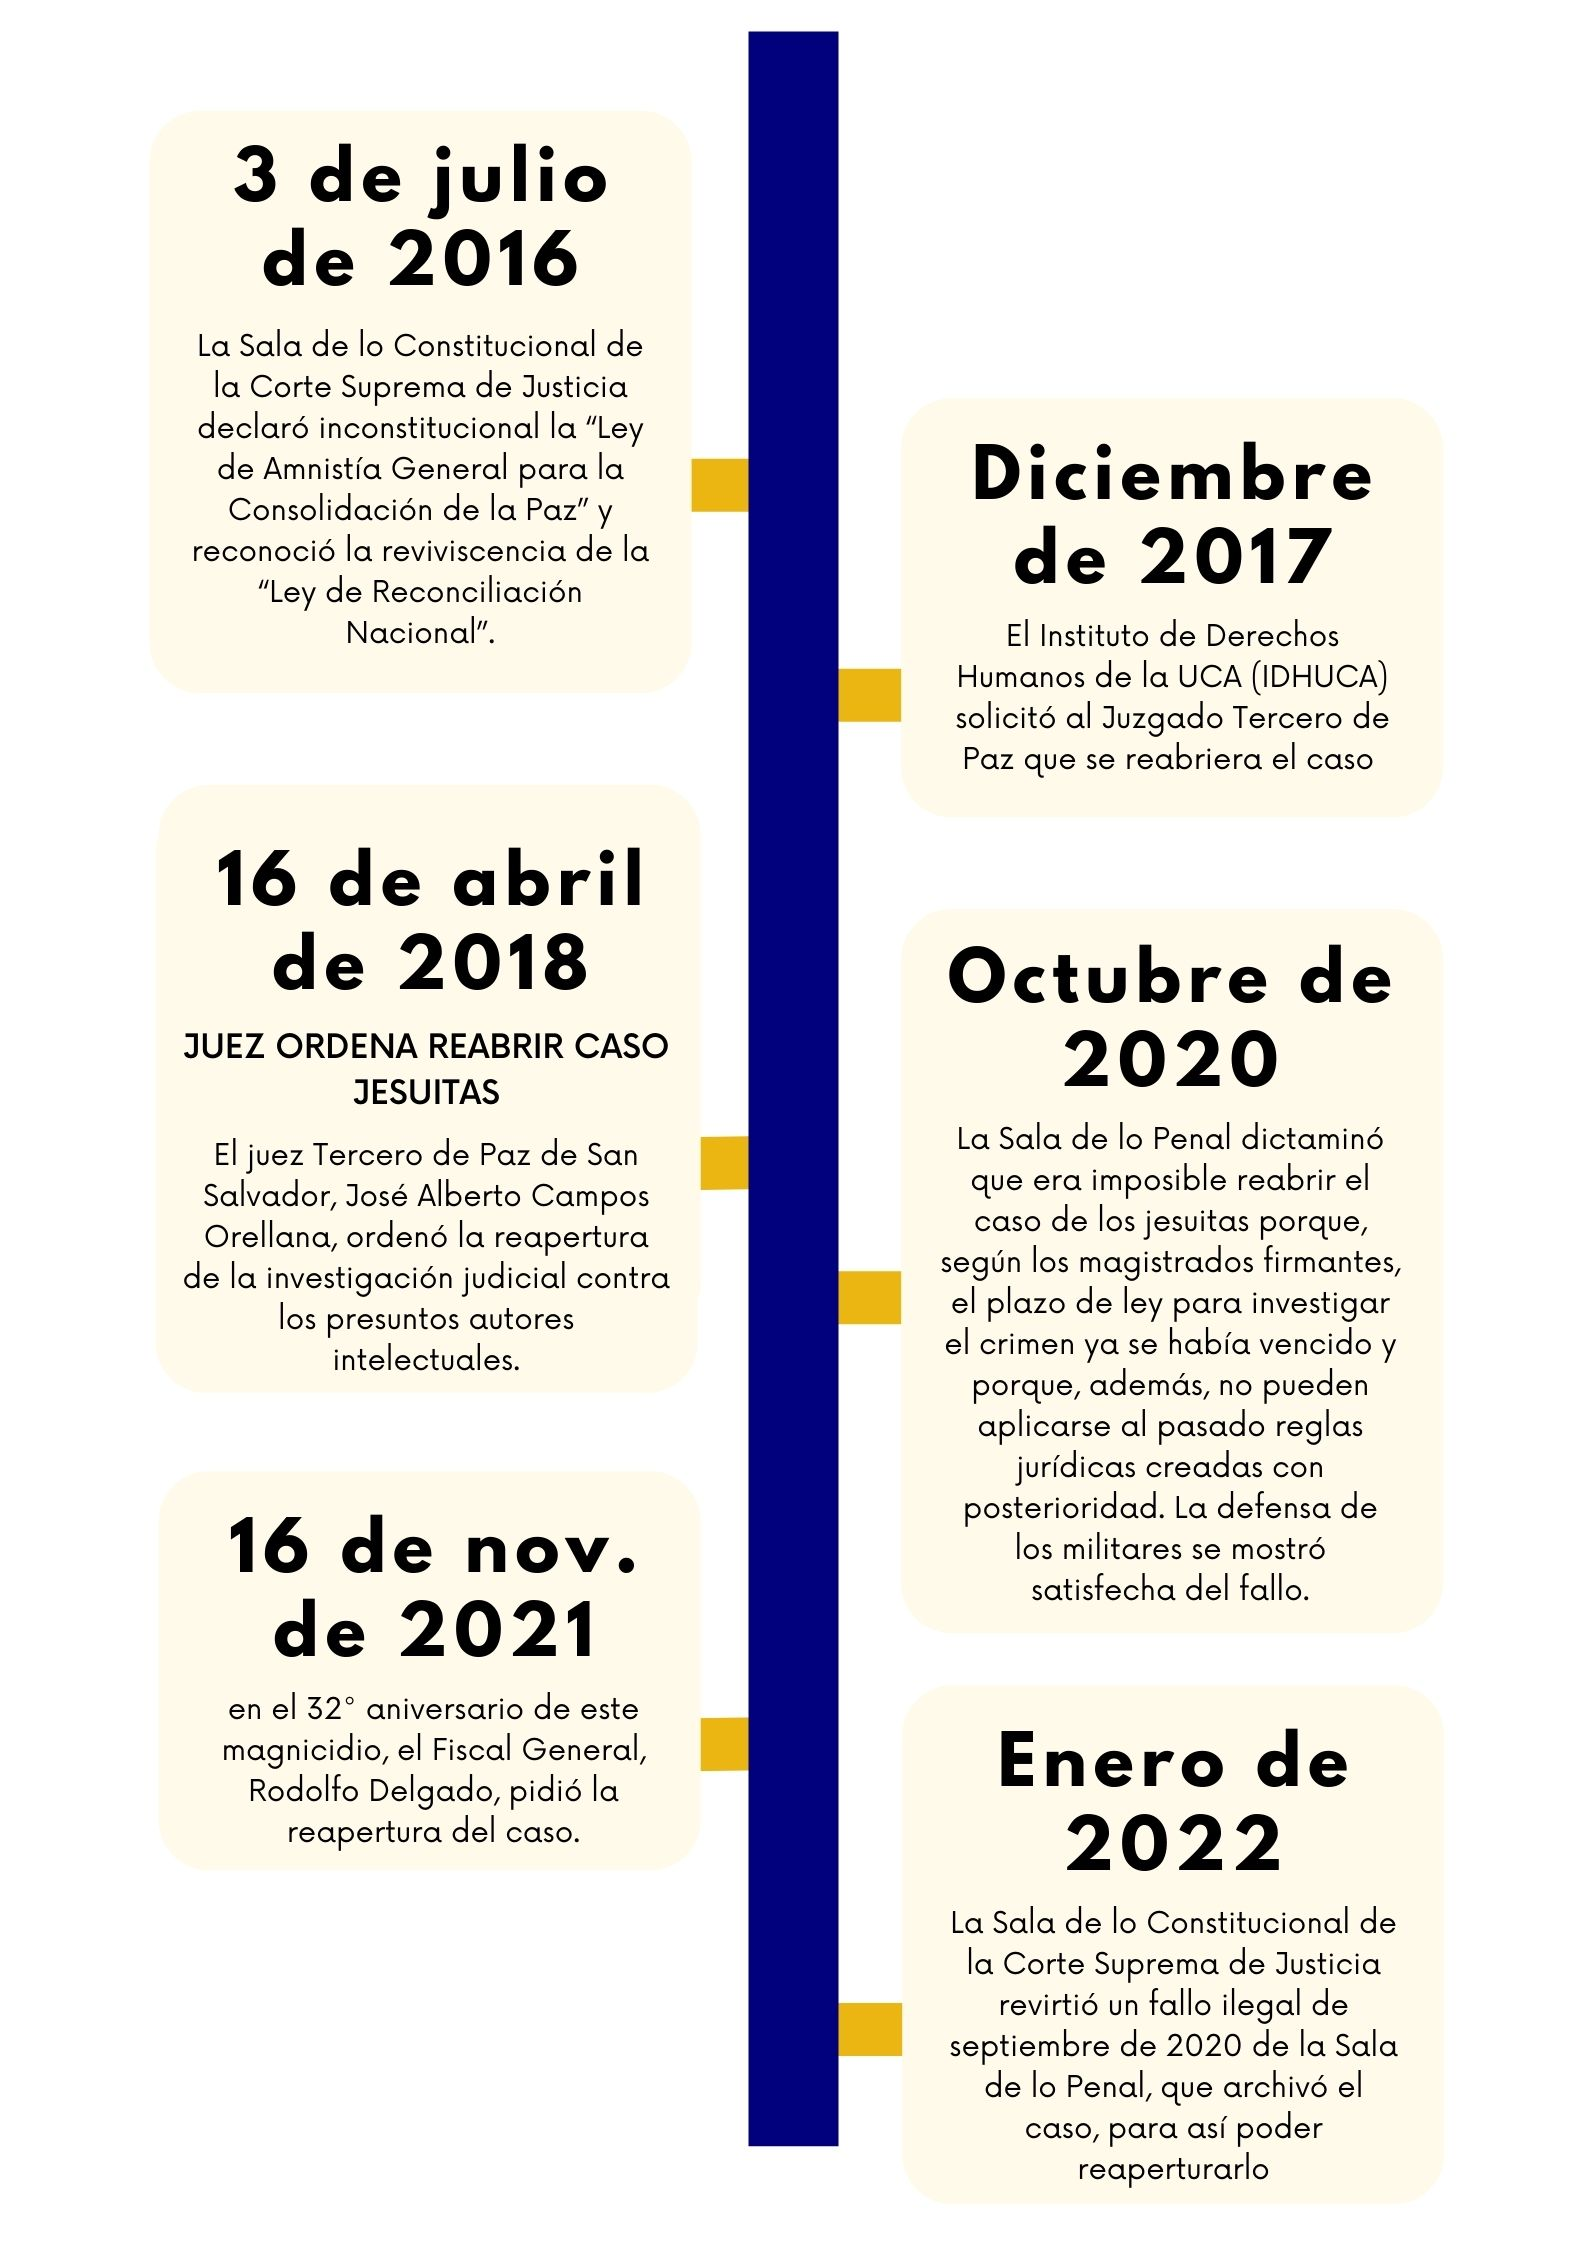 3 de julio
de 2016
La Sala de lo Constitucional de
la Corte Suprema de Justicia
declaró inconstitucional la “Ley
de Amnistía General para la
Consolidación de la Paz” y
reconoció la reviviscencia de la
“Ley de Reconciliación
Nacional”.
Diciembre
de 2017
El Instituto de Derechos
Humanos de la UCA (IDHUCA)
solicitó al Juzgado Tercero de
Paz que se reabriera el caso
16 de abril
de 2018
JUEZ ORDENA REABRIR CASO
JESUITAS
El juez Tercero de Paz de San
Salvador, José Alberto Campos
Orellana, ordenó la reapertura
de la investigación judicial contra
los presuntos autores
intelectuales.
Octubre de
2020
La Sala de lo Penal dictaminó
que era imposible reabrir el
caso de los jesuitas porque,
según los magistrados firmantes,
el plazo de ley para investigar
el crimen ya se había vencido y
porque, además, no pueden
aplicarse al pasado reglas
jurídicas creadas con
posterioridad. La defensa de
los militares se mostró
satisfecha del fallo.
16 de nov.
de 2021
en el 32° aniversario de este
magnicidio, el Fiscal General,
Rodolfo Delgado, pidió la
reapertura del caso.
Enero de
2022
La Sala de lo Constitucional de
la Corte Suprema de Justicia
revirtió un fallo ilegal de
septiembre de 2020 de la Sala
de lo Penal, que archivó el
caso, para así poder
reaperturarlo